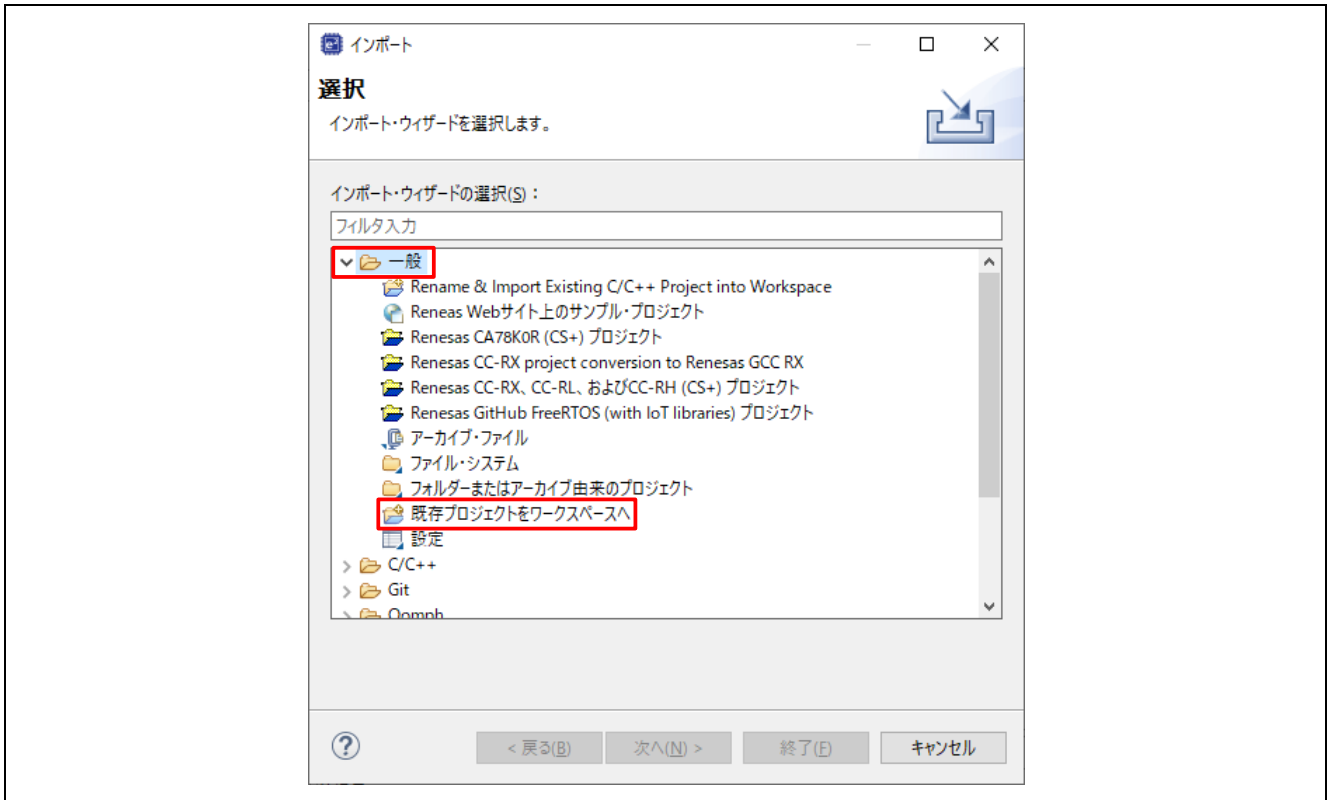 インポート
選択
インポート・ウィザードを選択します。
インポート・ウィザードの選択(S)：
フィルタ入力
一般
Rename & Import Existing C/C++ Project into Workspace
Reneas Webサイト上のサンプル・プロジェクト
Renesas CA78K0R (CS+) プロジェクト
Renesas CC-RX project conversion to Renesas GCC RX
Renesas CC-RX、CC-RL、およびCC-RH (CS+) プロジェクト
Renesas GitHub FreeRTOS (with IoT libraries) プロジェクト
アーカイブ・ファイル
ファイル・システム
フォルダーまたはアーカイブ由来のプロジェクト
既存プロジェクトをワークスペースへ
設定
C/C++
Git
Oomph
< 戻る(B) 次へ(N) > 終了(F) キャンセル